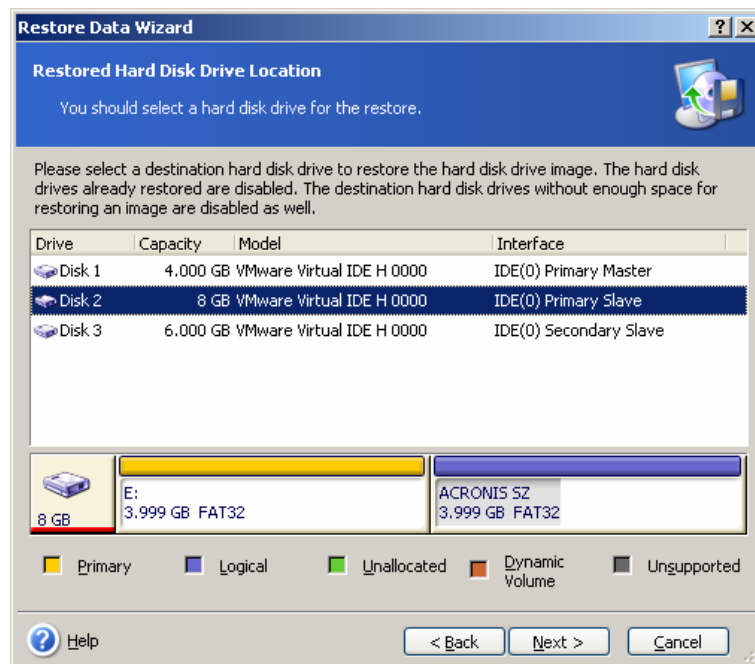 Restore Data Wizard
Restored Hard Disk Drive Location
You should select a hard disk drive for the restore.
Please select a destination hard disk drive to restore the hard disk drive image. The hard disk
drives already restored are disabled. The destination hard disk drives without enough space for
restoring an image are disabled as well.
Drive Capacity Model Interface
Disk 1 4.000 GB VMware Virtual IDE H 0000 IDE(0) Primary Master
Disk 2 8 GB VMware Virtual IDE H 0000 IDE(0) Primary Slave
Disk 3 6.000 GB VMware Virtual IDE H 0000 IDE(0) Secondary Slave
8 GB
E:
3.999 GB FAT32
ACRONIS SZ
3.999 GB FAT32
Primary Logical Unallocated Dynamic Volume Unsupported
Help < Back Next > Cancel